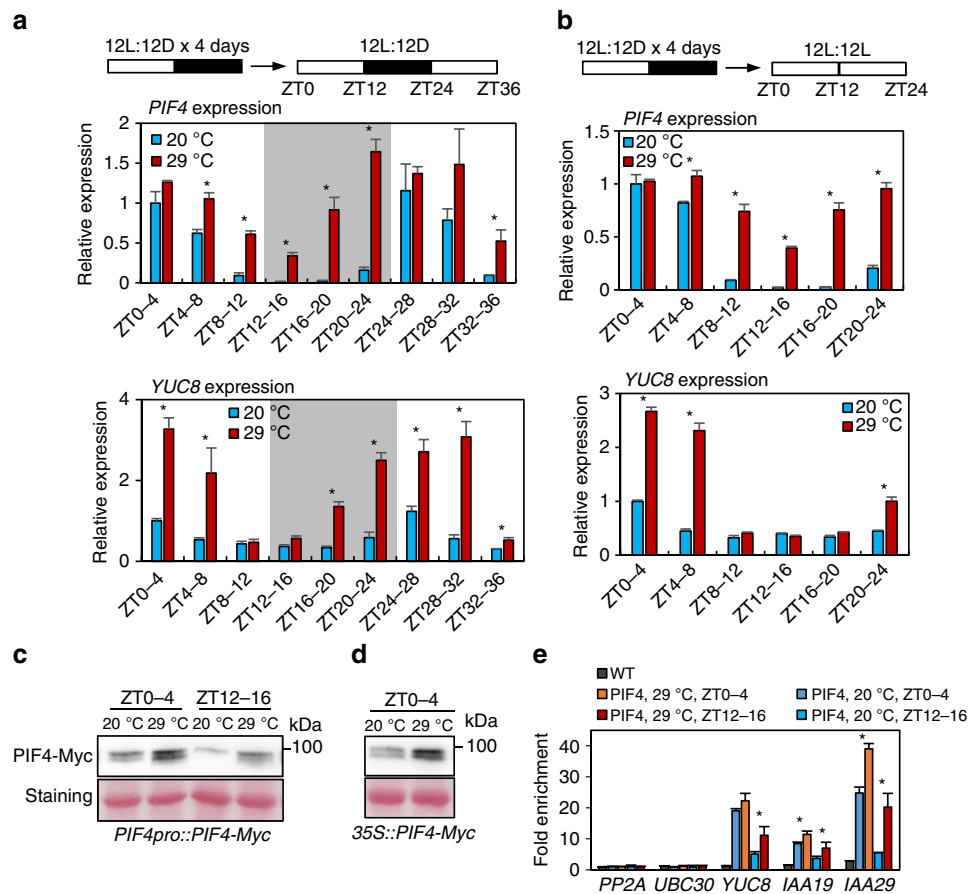 a
12L:12D x 4 days
12L:12D
ZT0 ZT12 ZT24 ZT36
PIF4 expression
20 °C
29 °C
Relative expression
2
1.5
1
0.5
0
* * * * * *
ZT0–4 ZT4–8 ZT8–12 ZT12–16 ZT16–20 ZT20–24 ZT24–28 ZT28–32 ZT32–36
YUC8 expression
20 °C
29 °C
Relative expression
4
2
0
* * * * * * *
ZT0–4 ZT4–8 ZT8–12 ZT12–16 ZT16–20 ZT20–24 ZT24–28 ZT28–32 ZT32–36
b
12L:12D x 4 days
12L:12L
ZT0 ZT12 ZT24
PIF4 expression
20 °C
29 °C
Relative expression
1.5
1
0.5
0
* * * * *
ZT0–4 ZT4–8 ZT8–12 ZT12–16 ZT16–20 ZT20–24
YUC8 expression
20 °C
29 °C
Relative expression
3
2
1
0
* * *
ZT0–4 ZT4–8 ZT8–12 ZT12–16 ZT16–20 ZT20–24
c
ZT0–4 ZT12–16
20 °C 29 °C 20 °C 29 °C kDa
PIF4-Myc
100
Staining
PIF4pro::PIF4-Myc
d
ZT0–4
20 °C 29 °C kDa
100
35S::PIF4-Myc
e
WT
PIF4, 29 °C, ZT0–4 PIF4, 20 °C, ZT0–4
PIF4, 29 °C, ZT12–16 PIF4, 20 °C, ZT12–16
Fold enrichment
40
30
20
10
0
* * * * *
PP2A UBC30 YUC8 IAA19 IAA29